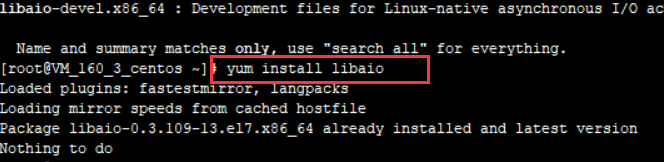 libaio-devel.x86_64 : Development files for Linux-native asynchronous I/O ac
Name and summary matches only, use "search all" for everything.
[root@VM_160_3_centos ~]# yum install libaio
Loaded plugins: fastestmirror, langpacks
Loading mirror speeds from cached hostfile
Package libaio-0.3.109-13.el7.x86_64 already installed and latest version
Nothing to do